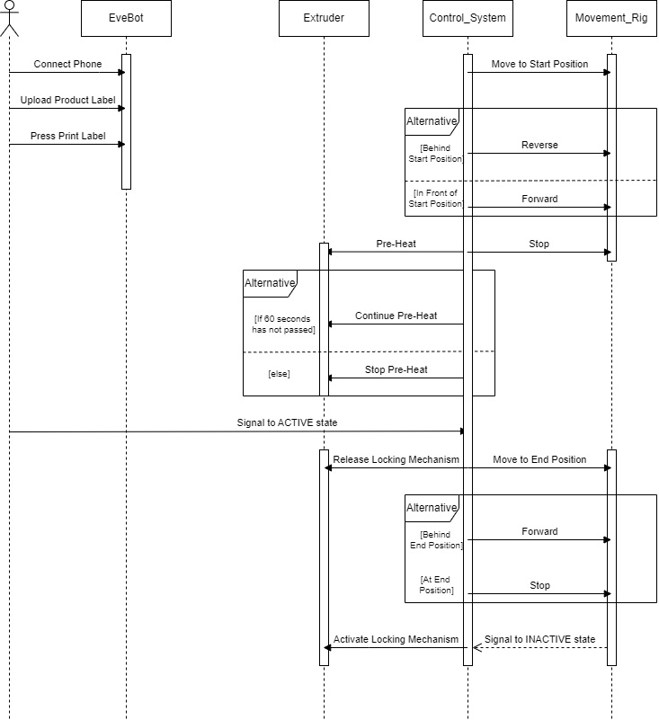 EveBot
Extruder
Control_System
Movement_Rig
Connect Phone
Move to Start Position
Upload Product Label
Alternative
Press Print Label
[Behind
Start Position]
Reverse
[In Front of
Start Position]
Forward
Pre-Heat
Stop
Alternative
[If 60 seconds
has not passed]
Continue Pre-Heat
[else]
Stop Pre-Heat
Signal to ACTIVE state
Release Locking Mechanism
Move to End Position
Alternative
[Behind
End Position]
Forward
[At End
Position]
Stop
Activate Locking Mechanism
Signal to INACTIVE state